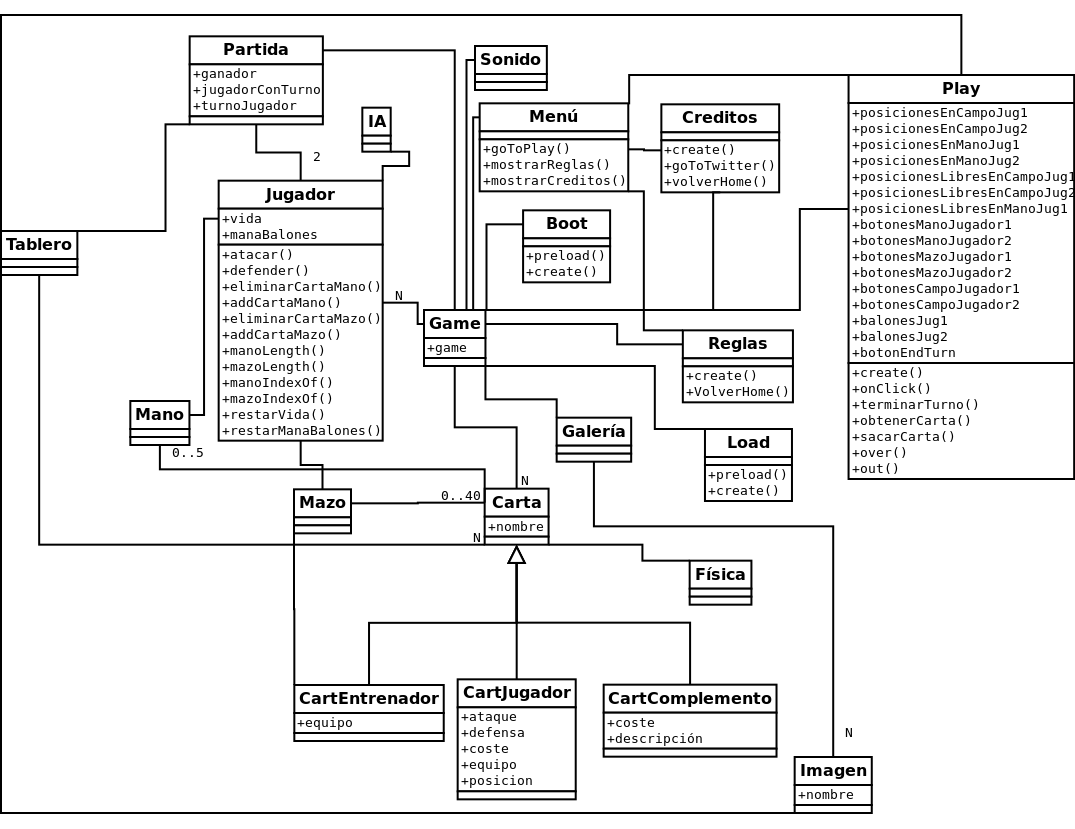 Partida
+ganador
+jugadorConTurno
+turnoJugador
Sonido
IA
Menú
+goToPlay()
+mostrarReglas()
+mostrarCreditos()
Creditos
+create()
+goToTwitter()
+volverHome()
Play
+posicionesEnCampoJug1
+posicionesEnCampoJug2
+posicionesEnManoJug1
+posicionesEnManoJug2
+posicionesLibresEnCampoJug1
+posicionesLibresEnCampoJug2
+posicionesLibresEnManoJug1
+botonesManoJugador1
+botonesManoJugador2
+botonesMazoJugador1
+botonesMazoJugador2
+botonesCampoJugador1
+botonesCampoJugador2
+balonesJug1
+balonesJug2
+botonEndTurn
+create()
+onClick()
+terminarTurno()
+obtenerCarta()
+sacarCarta()
+over()
+out()
2
Jugador
+vida
+manaBalones
+atacar()
+defender()
+eliminarCartaMano()
+addCartaMano()
+eliminarCartaMazo()
+addCartaMazo()
+manoLength()
+mazoLength()
+manoIndexOf()
+mazoIndexOf()
+restarVida()
+restarManaBalones()
Tablero
Boot
+preload()
+create()
N
Game
+game
Reglas
+create()
+VolverHome()
Mano
0..5
Galería
Load
+preload()
+create()
Mazo
0..40
N
Carta
+nombre
N
Física
CartEntrenador
+equipo
CartJugador
+ataque
+defensa
+coste
+equipo
+posicion
CartComplemento
+coste
+descripción
N
Imagen
+nombre